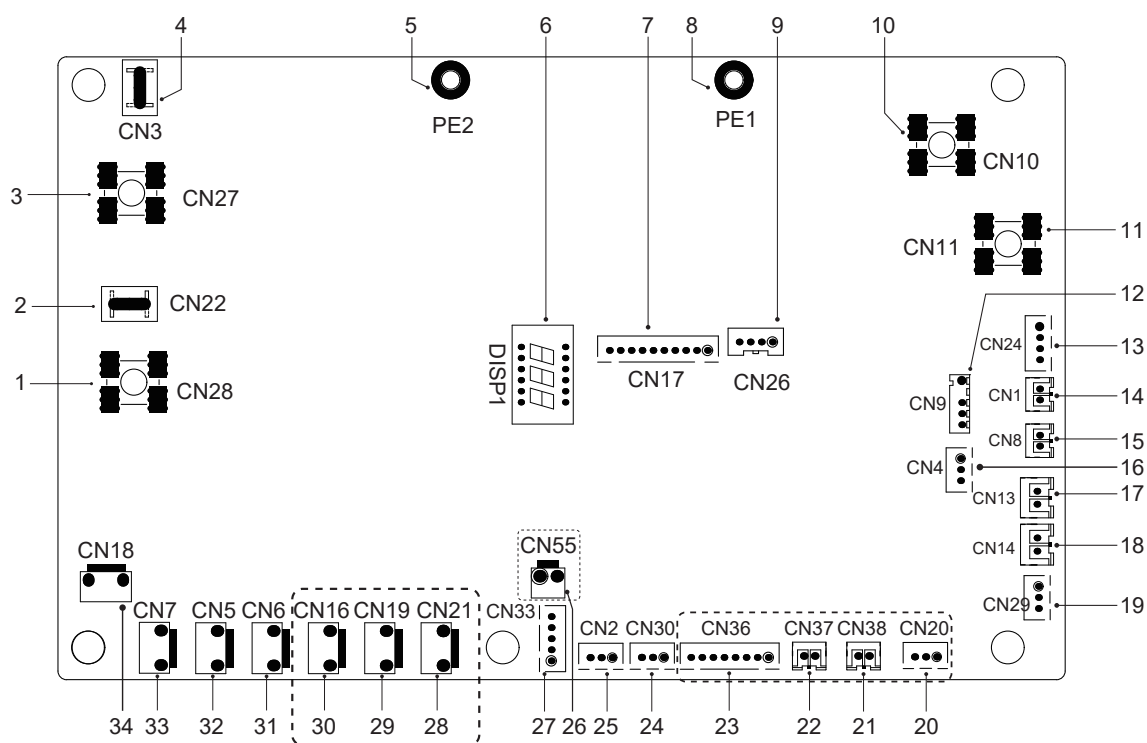 4 5 6 7 8 9 10
CN3 PE2 PE1
CN10
3 CN27
CN11 11
2 CN22
12
CN24 13
DISP1
CN17 CN26
1 CN28
CN9 CN1 14
CN8 15
CN4 16
CN13 17
CN14 18
CN18 CN55
CN29 19
CN7 CN5 CN6 CN16 CN19 CN21 CN33 CN2 CN30 CN36 CN37 CN38 CN20
34 33 32 31 30 29 28 27 26 25 24 23 22 21 20